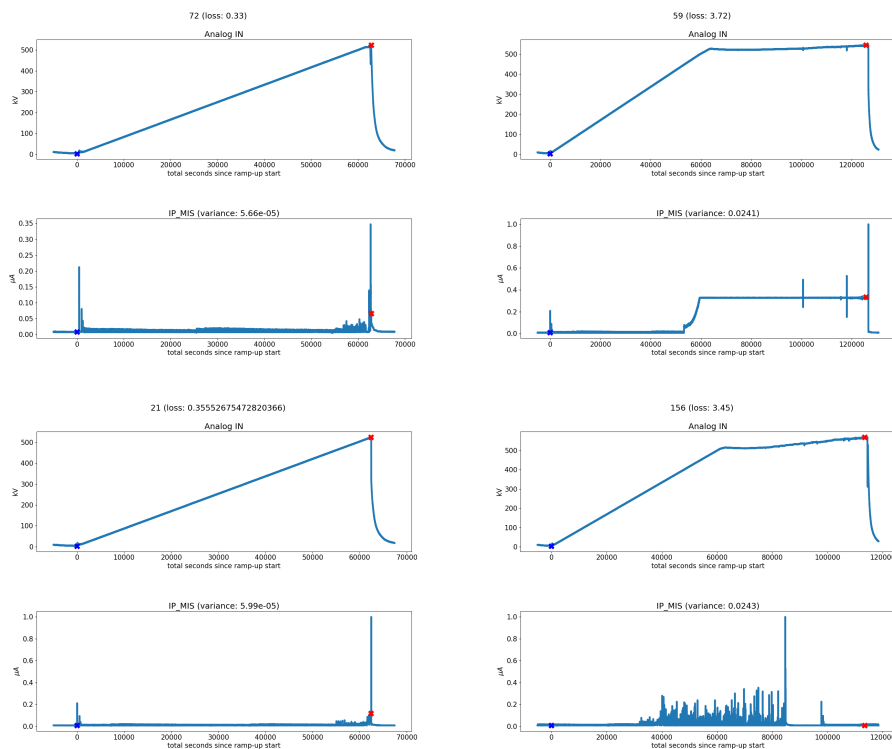 72 (loss: 0.33)
Analog IN
kV
500
400
300
200
100
0
0 10000 20000 30000 40000 50000 60000 70000
total seconds since ramp-up start
IP_MIS (variance: 5.66e-05)
μA
0.35
0.30
0.25
0.20
0.15
0.10
0.05
0.00
0 10000 20000 30000 40000 50000 60000 70000
total seconds since ramp-up start
59 (loss: 3.72)
Analog IN
kV
500
400
300
200
100
0
0 20000 40000 60000 80000 100000 120000
total seconds since ramp-up start
IP_MIS (variance: 0.0241)
μA
1.0
0.8
0.6
0.4
0.2
0.0
0 20000 40000 60000 80000 100000 120000
total seconds since ramp-up start
21 (loss: 0.35552675472820366)
Analog IN
kV
500
400
300
200
100
0
0 10000 20000 30000 40000 50000 60000 70000
total seconds since ramp-up start
IP_MIS (variance: 5.99e-05)
μA
1.0
0.8
0.6
0.4
0.2
0.0
0 10000 20000 30000 40000 50000 60000 70000
total seconds since ramp-up start
156 (loss: 3.45)
Analog IN
kV
500
400
300
200
100
0
0 20000 40000 60000 80000 100000 12000
total seconds since ramp-up start
IP_MIS (variance: 0.0243)
μA
1.0
0.8
0.6
0.4
0.2
0.0
0 20000 40000 60000 80000 100000 12000
total seconds since ramp-up start